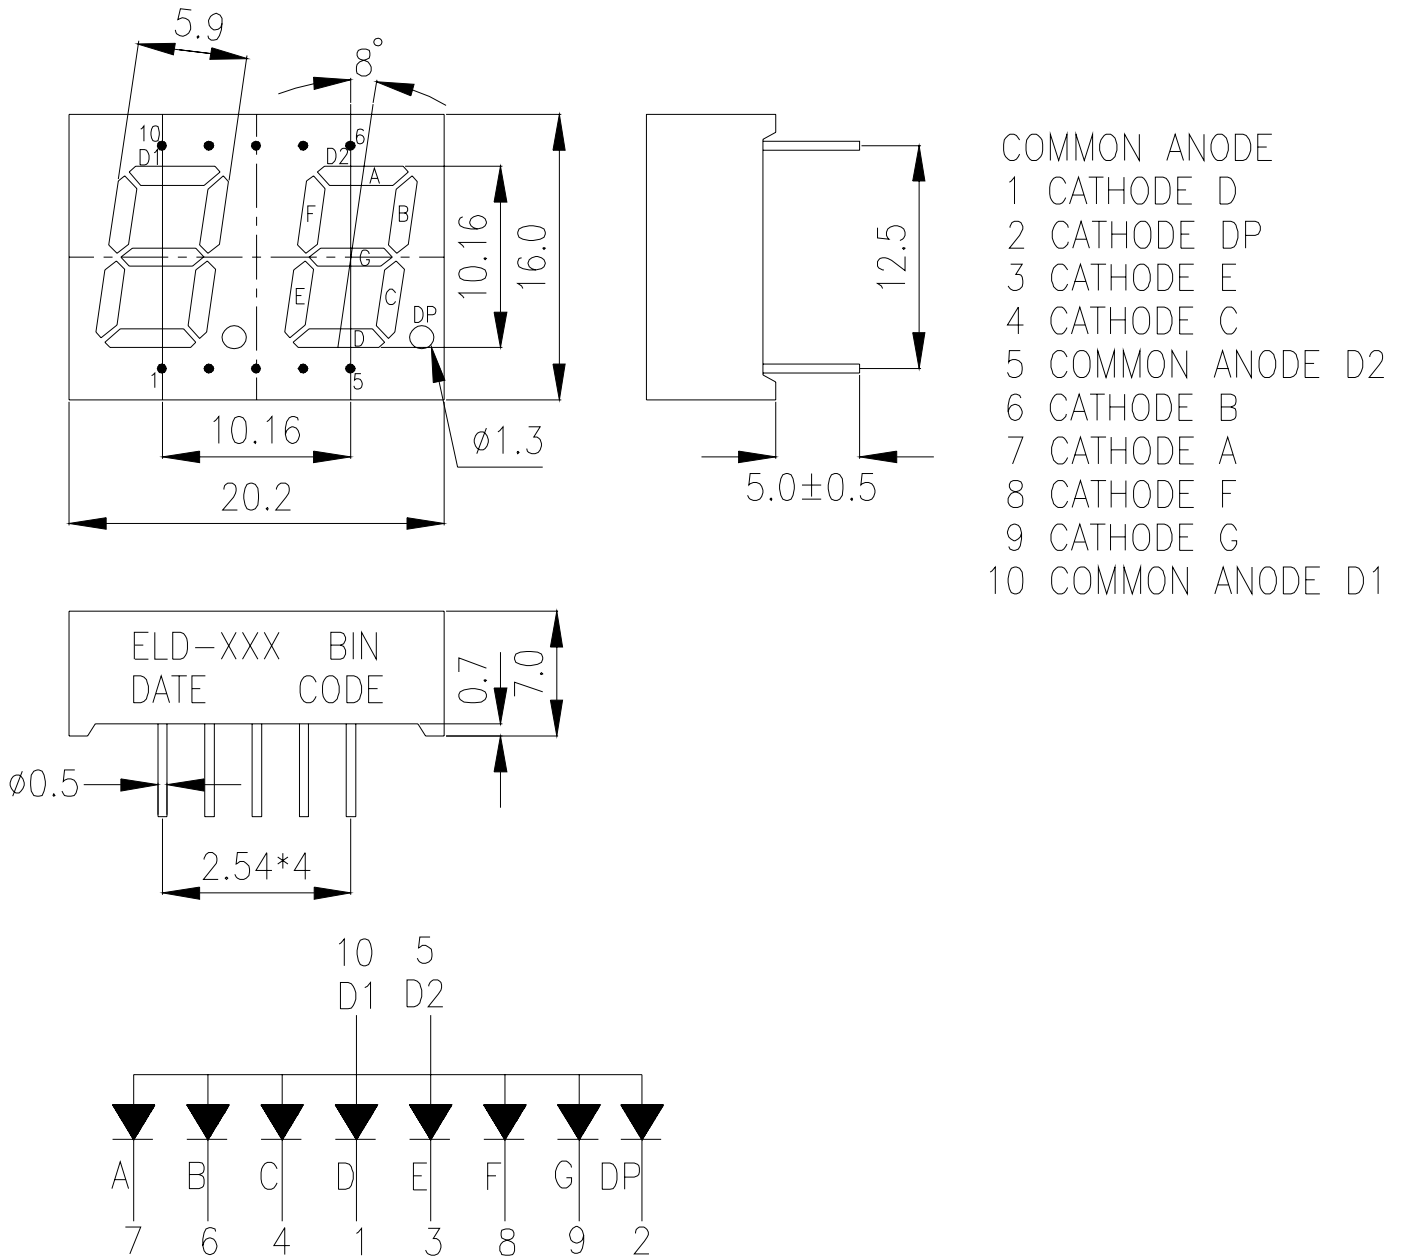 5.9
8°
10
D1
D2
6
A
F
B
G
E
C
D
DP
1
5
10.16
16.0
10.16
ø1.3
20.2
12.5
5.0±0.5
COMMON ANODE
1 CATHODE D
2 CATHODE DP
3 CATHODE E
4 CATHODE C
5 COMMON ANODE D2
6 CATHODE B
7 CATHODE A
8 CATHODE F
9 CATHODE G
10 COMMON ANODE D1
ELD-XXX BIN
DATE CODE
0.7
7.0
ø0.5
2.54*4
10 5
D1 D2
A B C D E F G DP
7 6 4 1 3 8 9 2